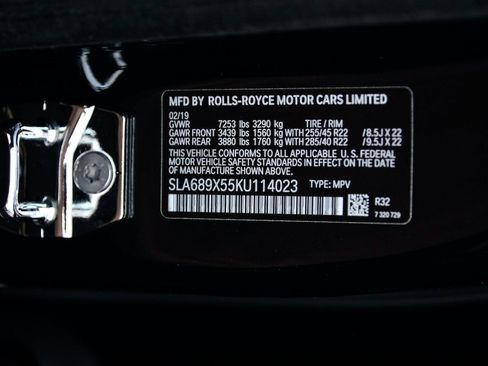 MFD BY ROLLS-ROYCE MOTOR CARS LIMITED
02/19
GVWR 7253 lbs 3290 kg TIRE / RIM
GAWR FRONT 3439 lbs 1560 kg WITH 255/45 R22 /8.5J X 22
GAWR REAR 3880 lbs 1760 kg WITH 285/40 R22 /9.5J X 22
THIS VEHICLE CONFORMS TO ALL APPLICABLE U.S. FEDERAL
MOTOR VEHICLE SAFETY STANDARDS IN EFFECT ON THE DATE
OF MANUFACTURE SHOWN ABOVE.
SLA689X55KU114023 TYPE: MPV
R32
7 320 729